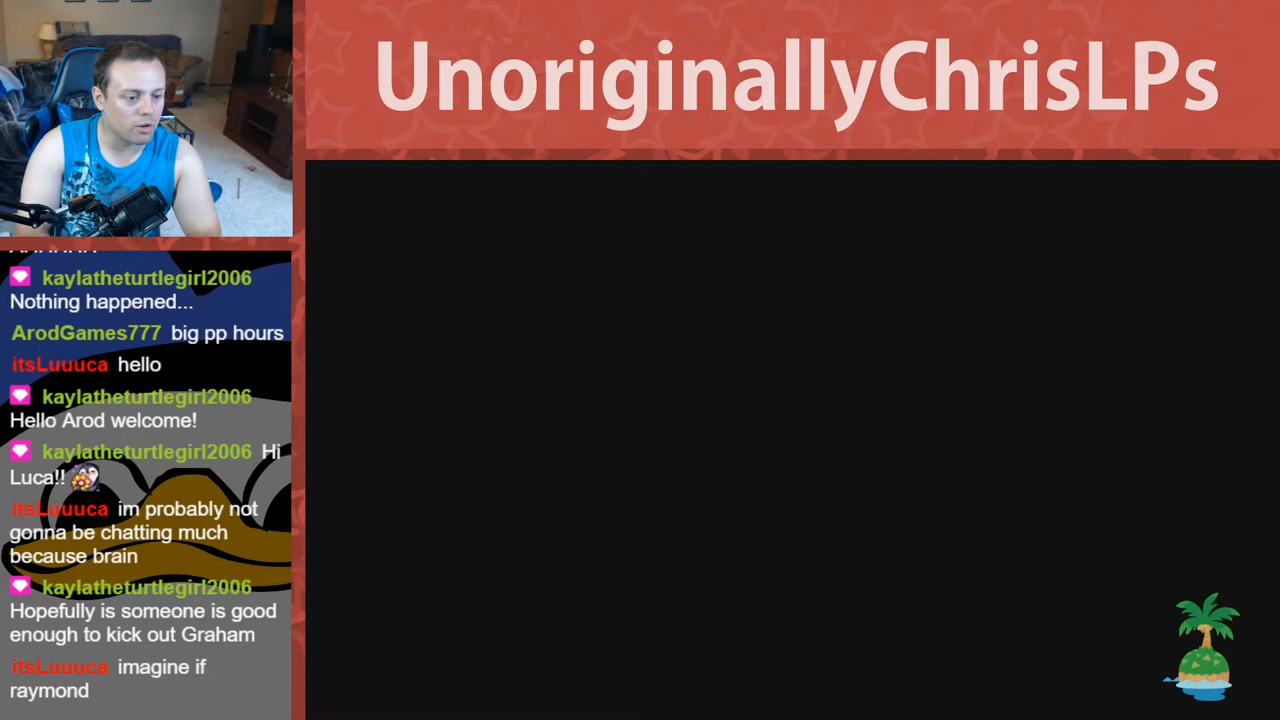 UnoriginallyChrisLPs
kaylatheturtlegirl2006
Nothing happened...
ArodGames777 big pp hours
itsLuuuca hello
kaylatheturtlegirl2006
Hello Arod welcome!
kaylatheturtlegirl2006 Hi
Luca!!
itsLuuuca im probably not
gonna be chatting much
because brain
kaylatheturtlegirl2006
Hopefully is someone is good
enough to kick out Graham
itsLuuuca imagine if
raymond